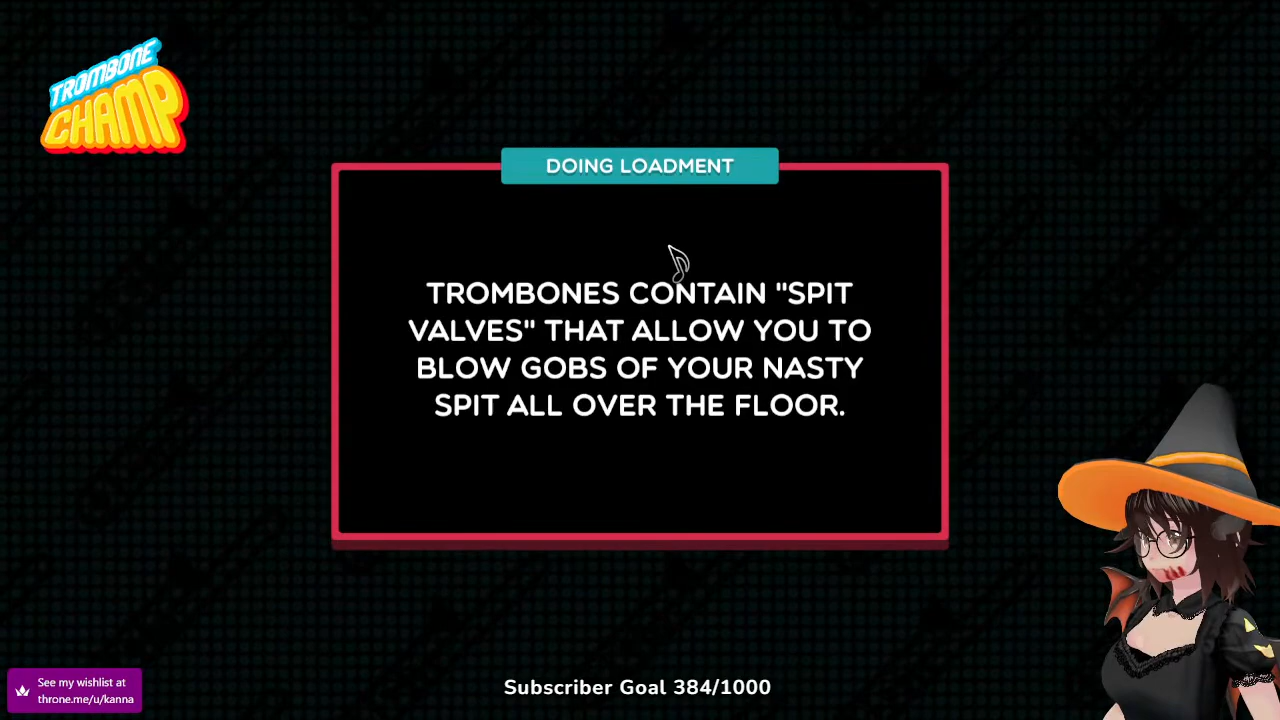 TROMBONE
CHAMP
DOING LOADMENT
TROMBONES CONTAIN "SPIT
VALVES" THAT ALLOW YOU TO
BLOW GOBS OF YOUR NASTY
SPIT ALL OVER THE FLOOR.
See my wishlist at
throne.me/u/kanna
Subscriber Goal 384/1000